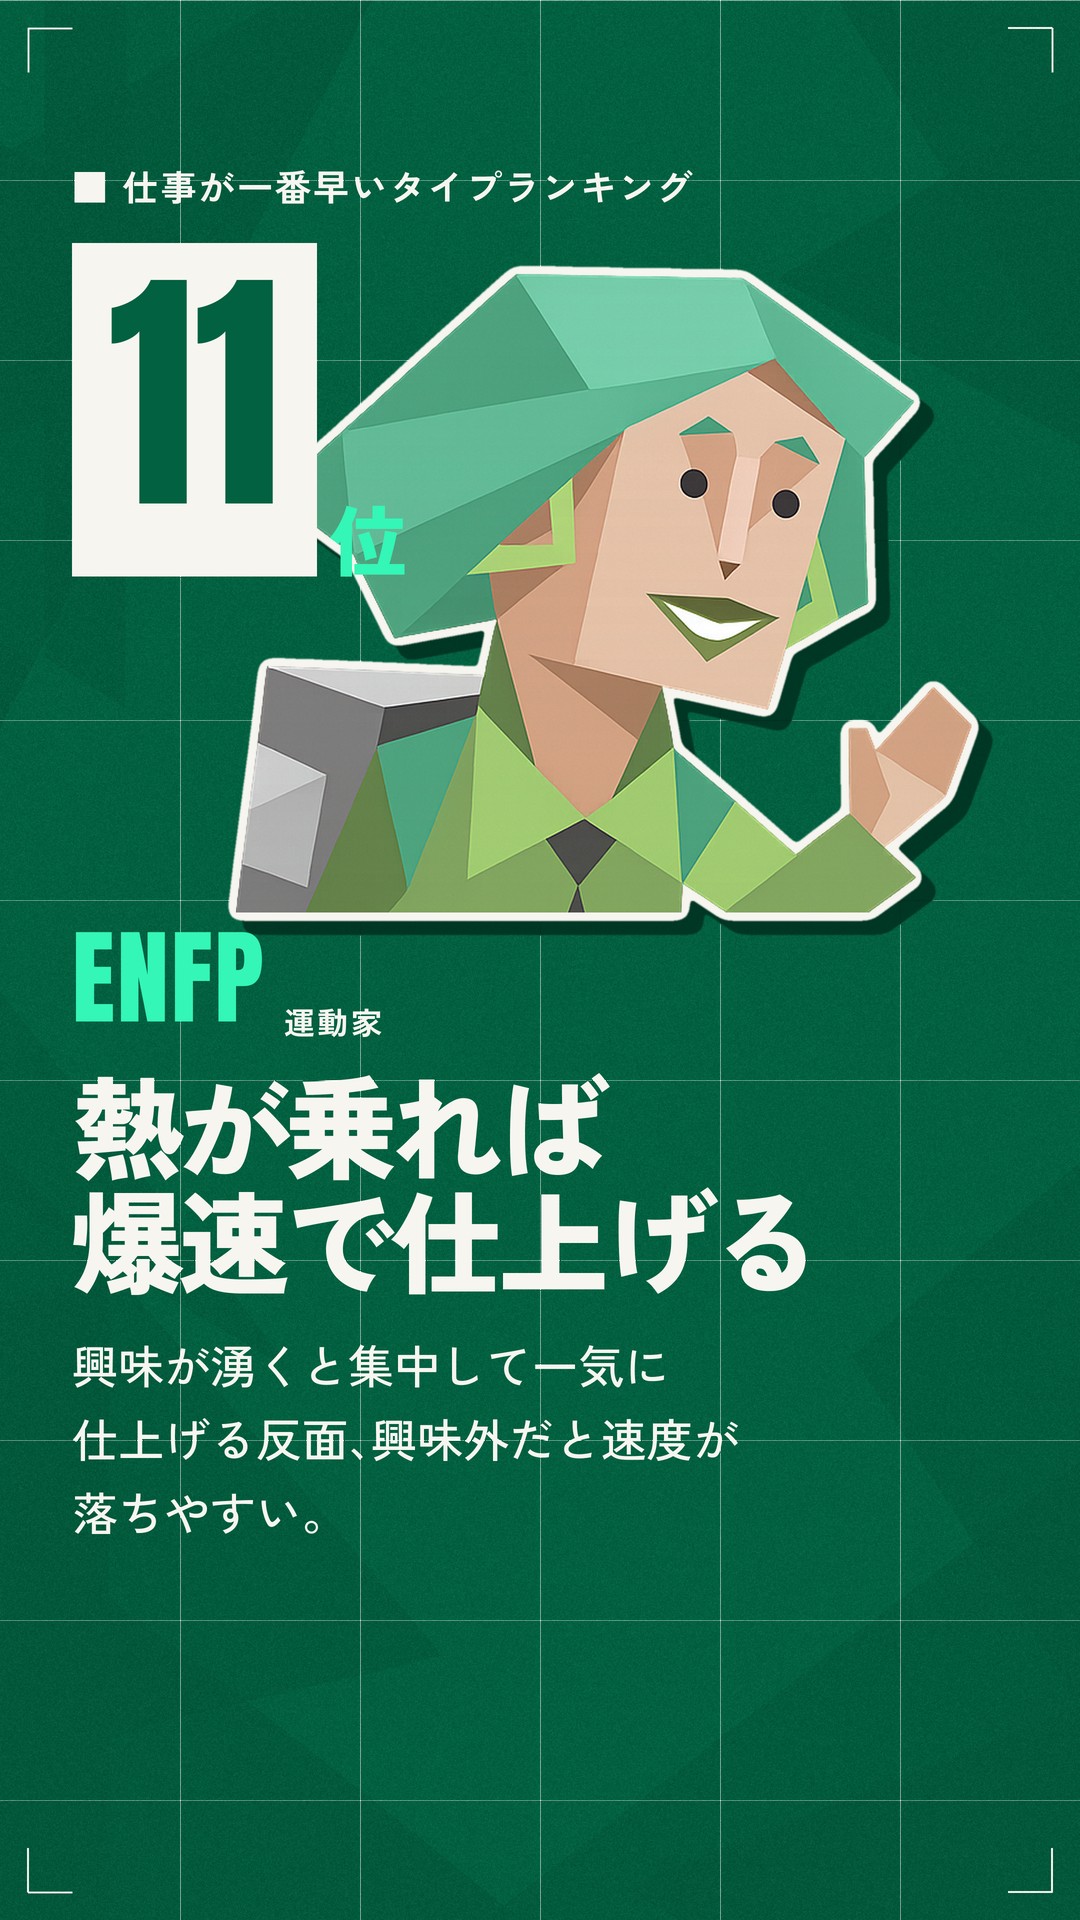 ■ 仕事が一番早いタイプランキング
11位
ENFP 運動家
熱が乗れば
爆速で仕上げる
興味が湧くと集中して一気に
仕上げる反面、興味外だと速度が
落ちやすい。